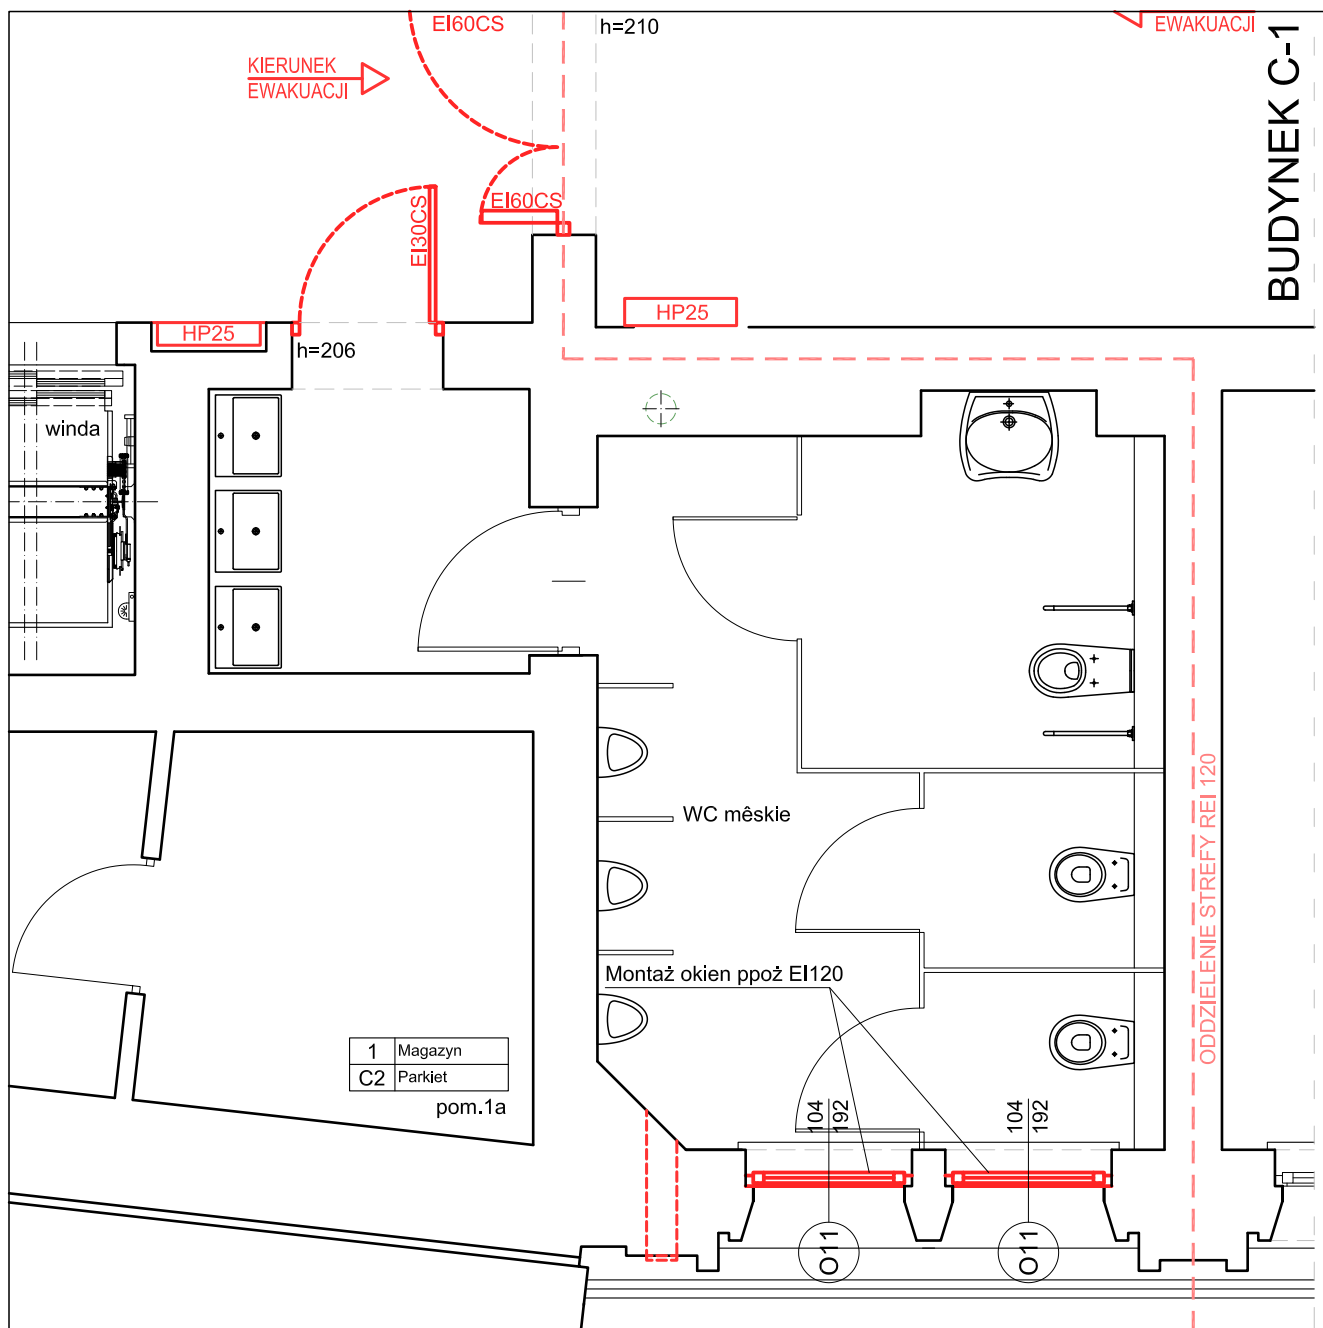 EI60CS
h=210
EWAKUACJI
KIERUNEK
EWAKUACJI
BUDYNEK C-1
EI60CS
EI30CS
HP25
HP25
h=206
winda
WC mêskie
ODDZIELENIE STREFY REI 120
Montaż okien ppoż EI120
1 Magazyn
C2 Parkiet
pom.1a
104
192
104
192
O11
O11